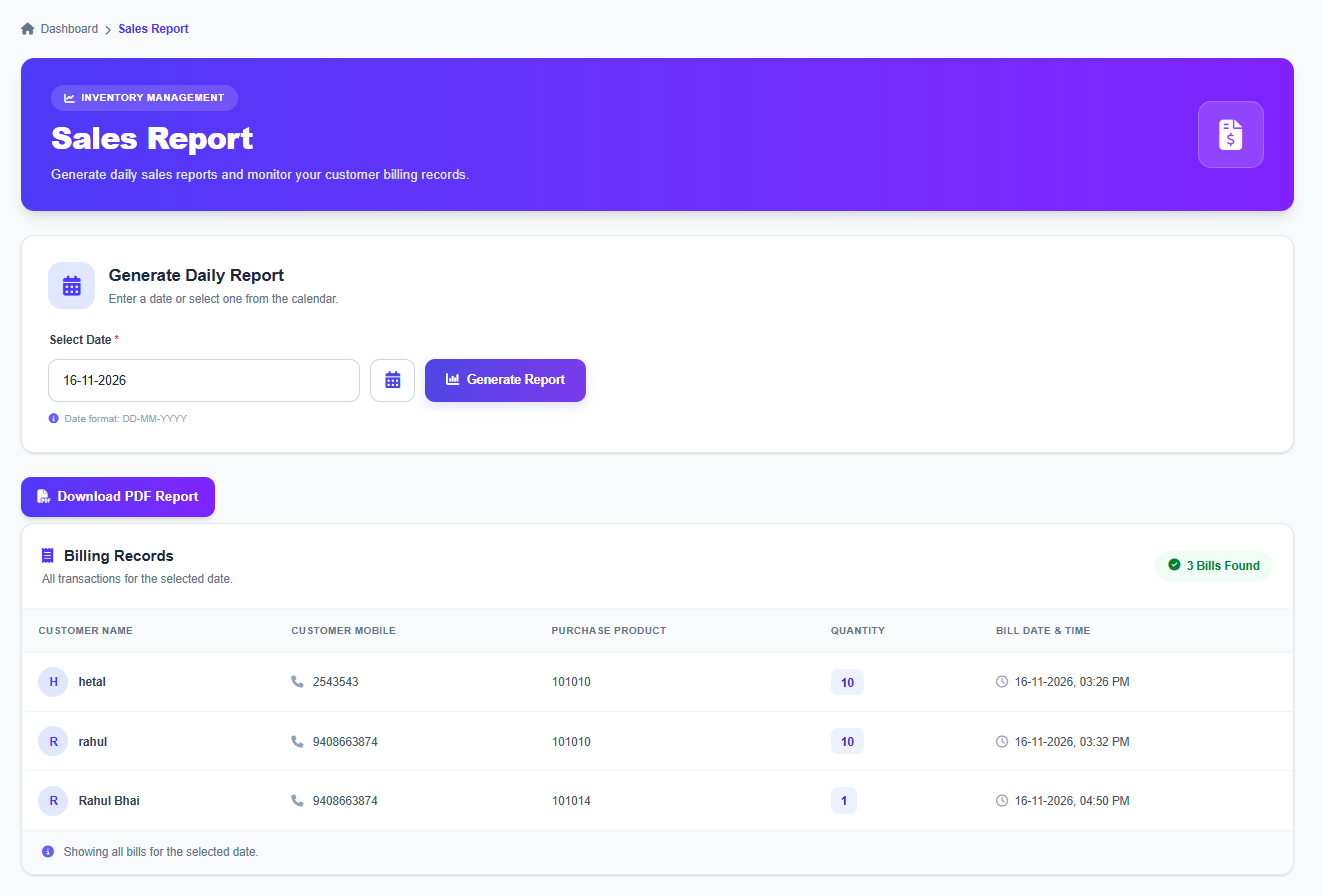 Dashboard > Sales Report
INVENTORY MANAGEMENT
Sales Report
Generate daily sales reports and monitor your customer billing records.
$
Generate Daily Report
Enter a date or select one from the calendar.
Select Date *
16-11-2026
Generate Report
Date format: DD-MM-YYYY
Download PDF Report
Billing Records
All transactions for the selected date.
3 Bills Found
CUSTOMER NAME CUSTOMER MOBILE PURCHASE PRODUCT QUANTITY BILL DATE & TIME
H hetal 2543543 101010 10 16-11-2026, 03:26 PM
R rahul 9408663874 101010 10 16-11-2026, 03:32 PM
R Rahul Bhai 9408663874 101014 1 16-11-2026, 04:50 PM
Showing all bills for the selected date.